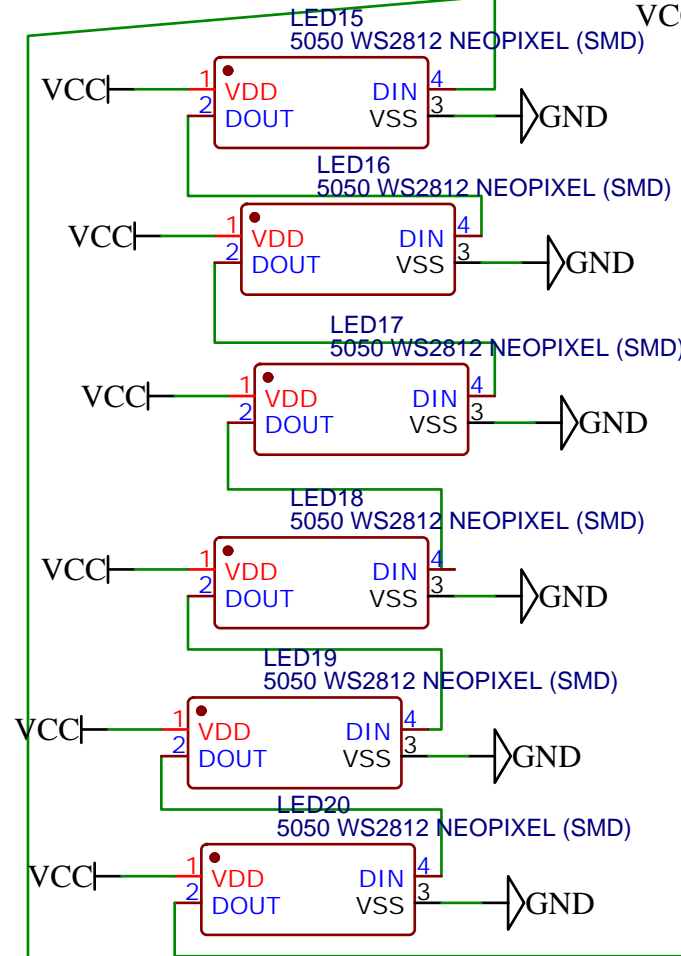 LED15
VCC
5050 WS2812 NEOPIXEL (SMD)
VCC 1 VDD DIN 4
2 DOUT VSS 3 GND
LED16
5050 WS2812 NEOPIXEL (SMD)
VCC 1 VDD DIN 4
2 DOUT VSS 3 GND
LED17
5050 WS2812 NEOPIXEL (SMD)
VCC 1 VDD DIN 4
2 DOUT VSS 3 GND
LED18
5050 WS2812 NEOPIXEL (SMD)
VCC 1 VDD DIN 4
2 DOUT VSS 3 GND
LED19
5050 WS2812 NEOPIXEL (SMD)
VCC 1 VDD DIN 4
2 DOUT VSS 3 GND
LED20
5050 WS2812 NEOPIXEL (SMD)
VCC 1 VDD DIN 4
2 DOUT VSS 3 GND